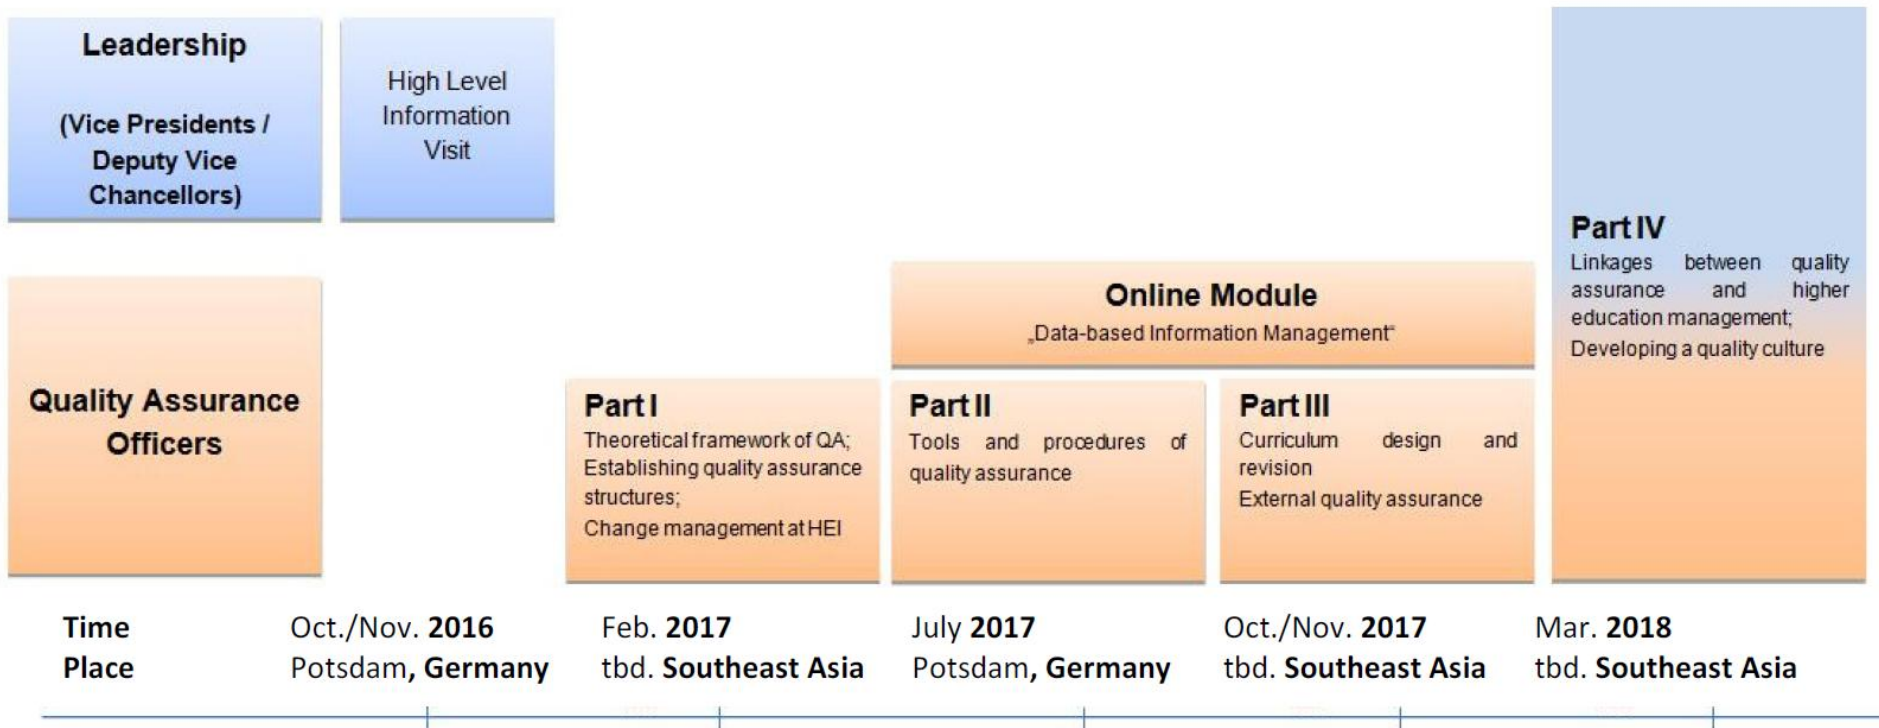 Leadership
(Vice Presidents /
Deputy Vice
Chancellors)
High Level
Information
Visit
Quality Assurance
Officers
Online Module
„Data-based Information Management“
Part I
Theoretical framework of QA;
Establishing quality assurance
structures;
Change management at HEI
Part II
Tools and procedures of
quality assurance
Part III
Curriculum design and
revision
External quality assurance
Part IV
Linkages between quality
assurance and higher
education management;
Developing a quality culture
Time Oct./Nov. 2016 Feb. 2017 July 2017 Oct./Nov. 2017 Mar. 2018
Place Potsdam, Germany tbd. Southeast Asia Potsdam, Germany tbd. Southeast Asia tbd. Southeast Asia